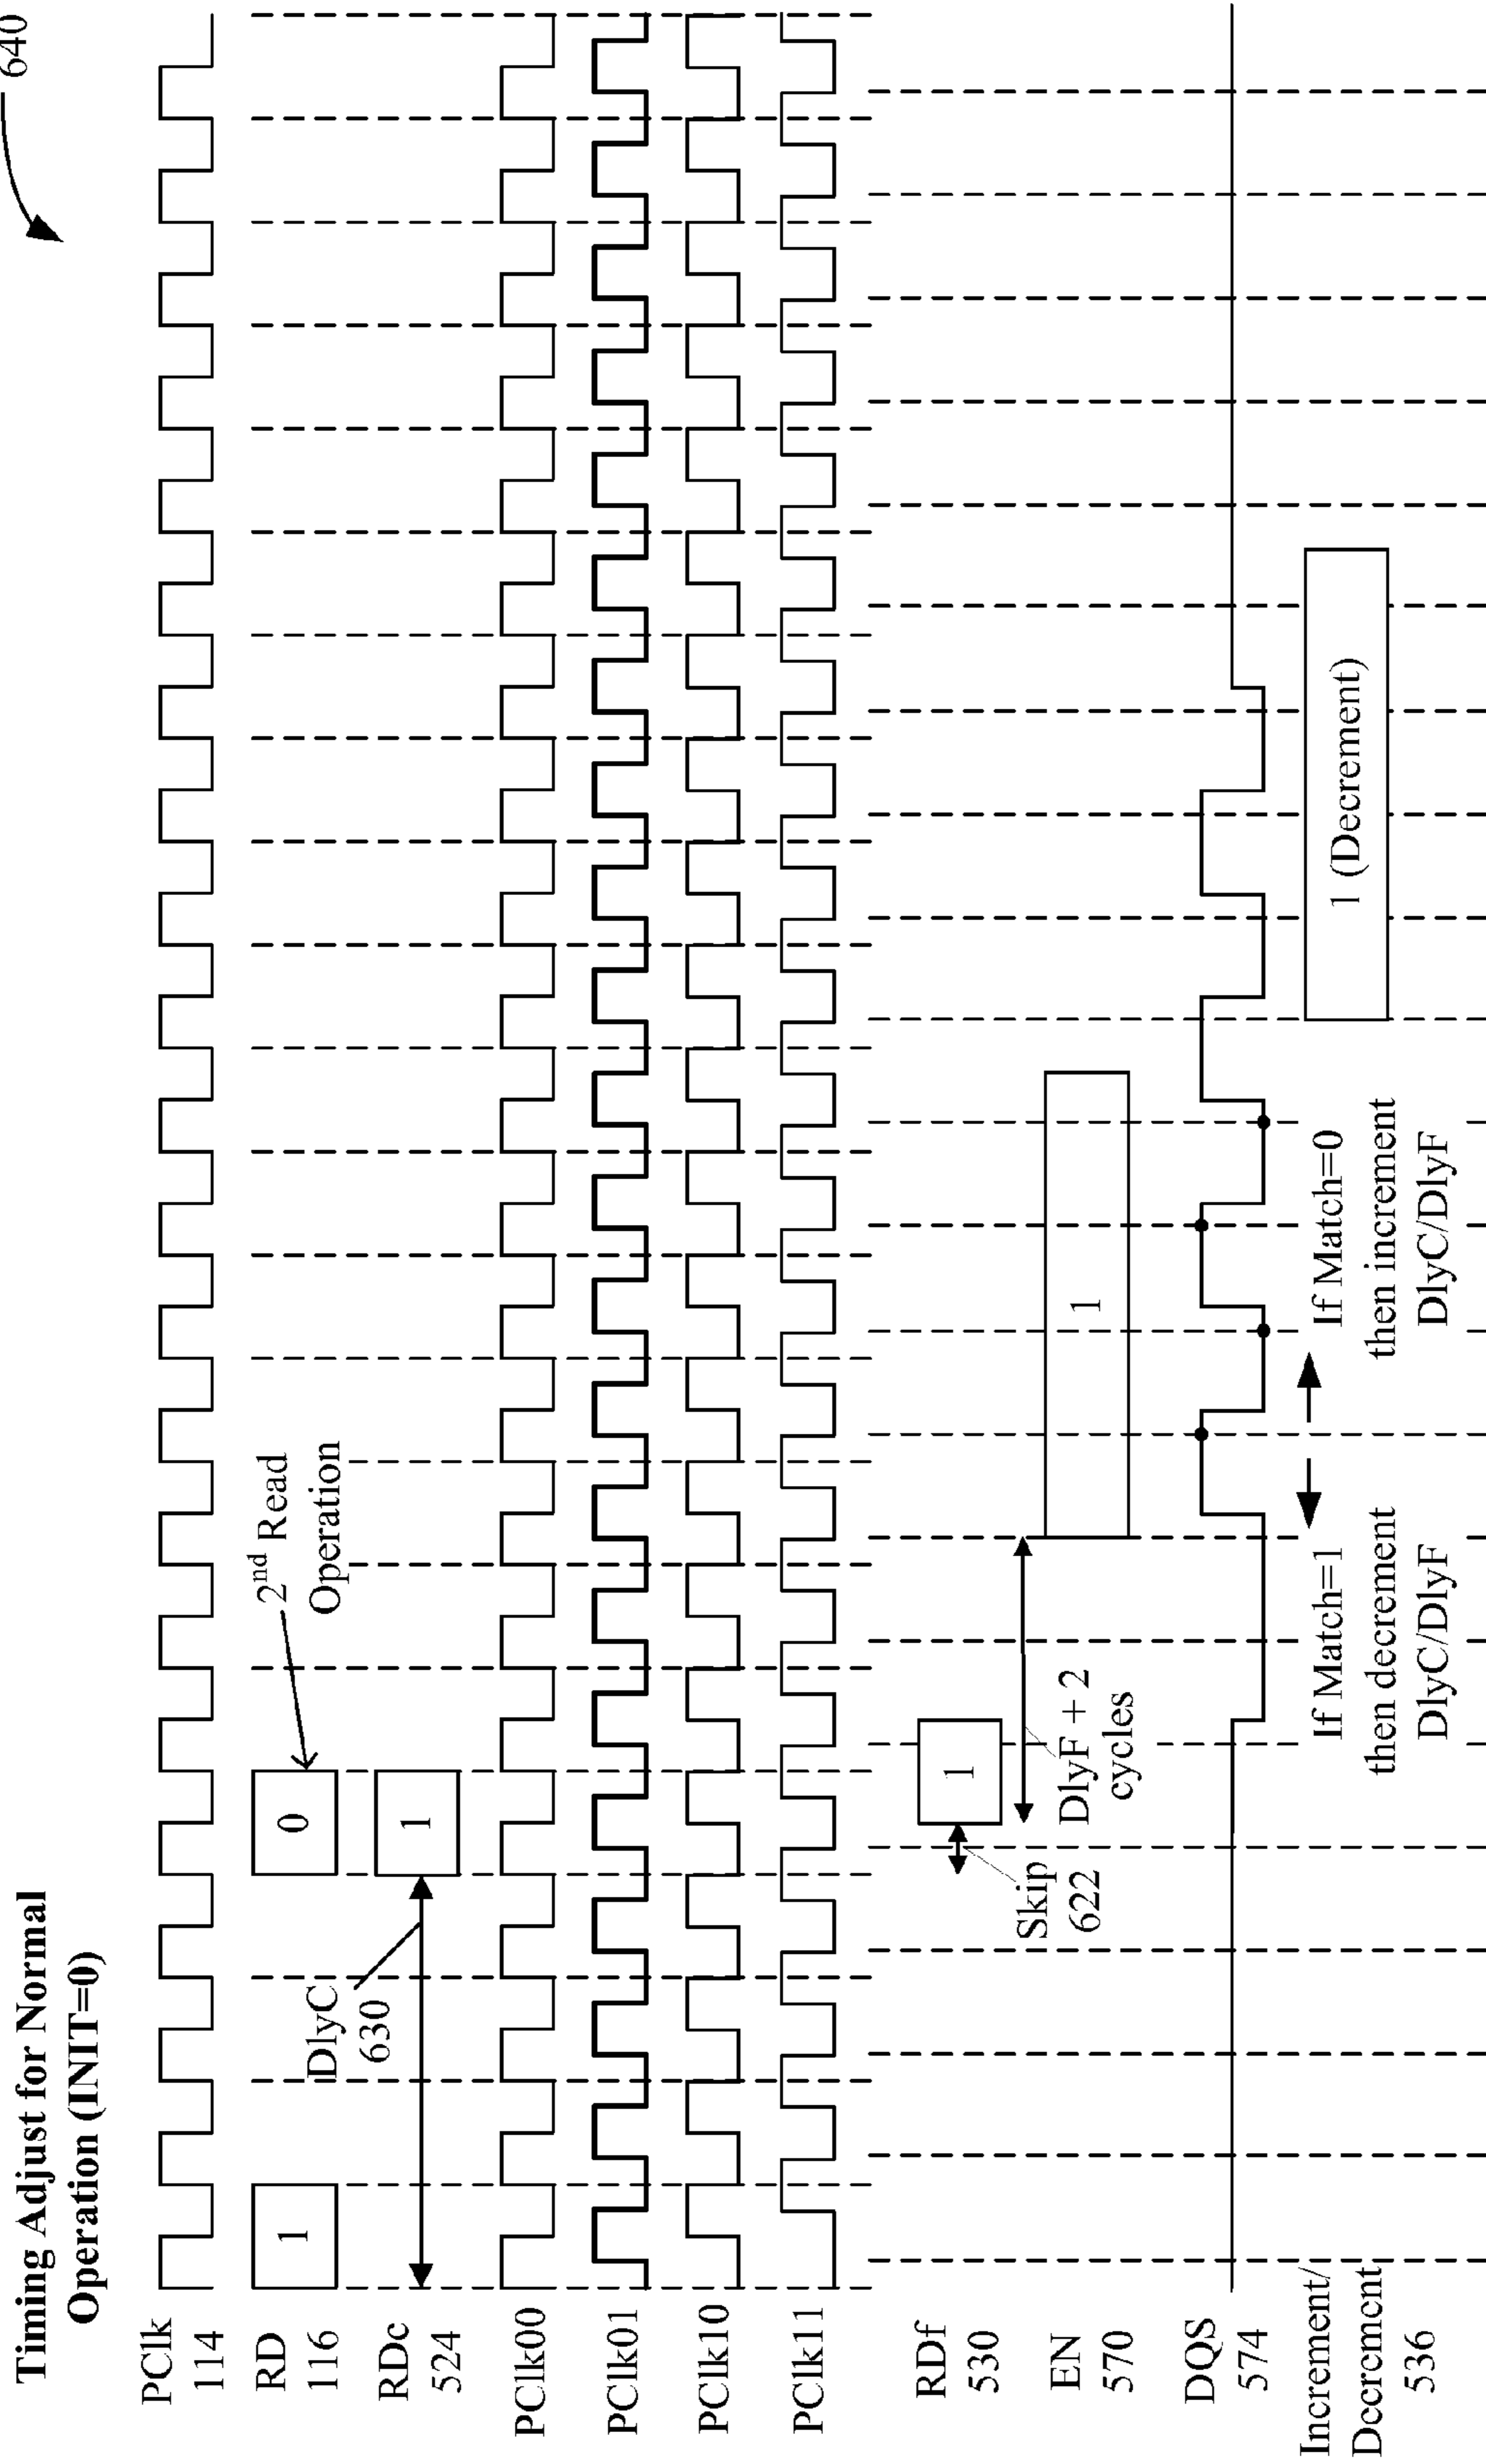 640
Timing Adjust for Normal
Operation (INIT=0)
PClk
114
RD
116
1
0
2nd Read
Operation
RDc
524
DlyC
630
1
PClk00
PClk01
PClk10
PClk11
RDf
530
Skip
622
1
DlyF + 2
cycles
EN
570
1
DQS
574
Increment/
Decrement
536
If Match=1
then decrement
DlyC/DlyF
If Match=0
then increment
DlyC/DlyF
1 (Decrement)